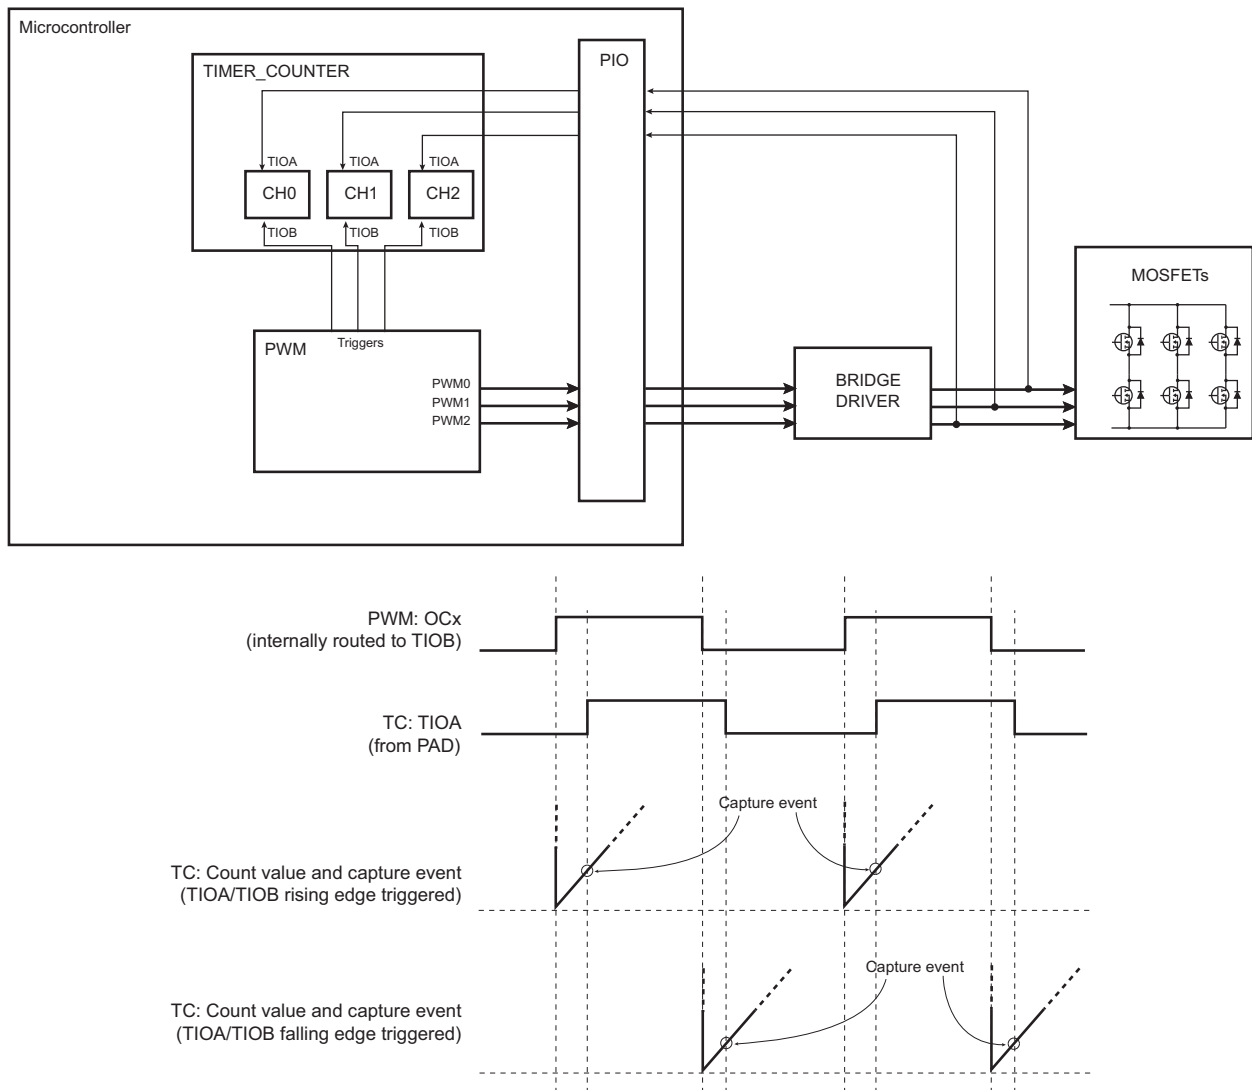 Microcontroller
PIO
TIMER_COUNTER
TIOA
TIOA
TIOA
CH0
CH1
CH2
TIOB
TIOB
TIOB
MOSFETs
PWM
Triggers
PWM0
PWM1
PWM2
BRIDGE
DRIVER
PWM: OCx
(internally routed to TIOB)
TC: TIOA
(from PAD)
Capture event
TC: Count value and capture event
(TIOA/TIOB rising edge triggered)
Capture event
TC: Count value and capture event
(TIOA/TIOB falling edge triggered)